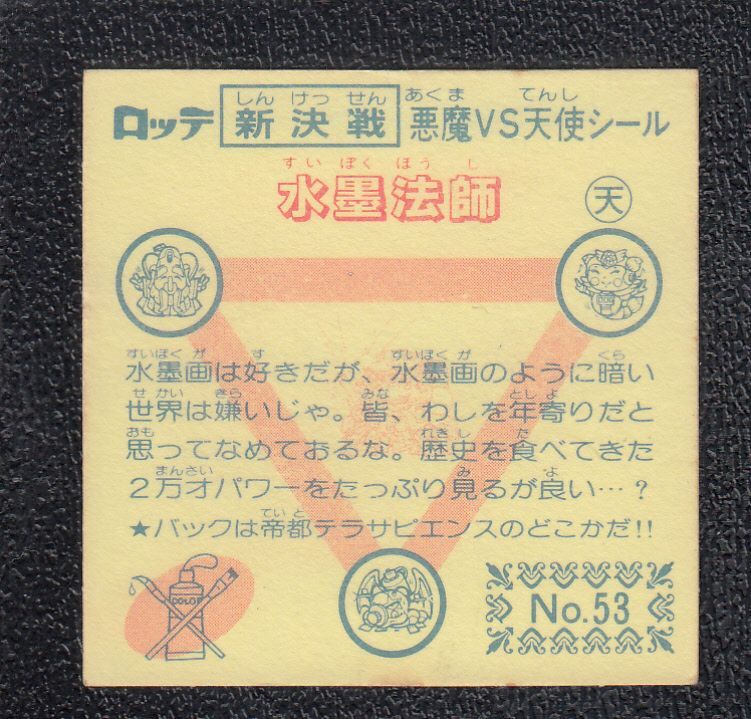 ロッテ 新決戦 悪魔VS天使シール
しん けっ せん あくま てんし
すい ぼく ほう し
水墨法師
天
すいぼく が す すいぼく が くら
水墨画は好きだが、水墨画のように暗い
せ かい きら みな とし よ
世界は嫌いじゃ。皆、わしを年寄りだと
おも れき し た
思ってなめておるな。歴史を食べてきた
まんさい み よ
2万才パワーをたっぷり見るが良い…?
てい と
★バックは帝都テラサピエンスのどこかだ!!
No.53